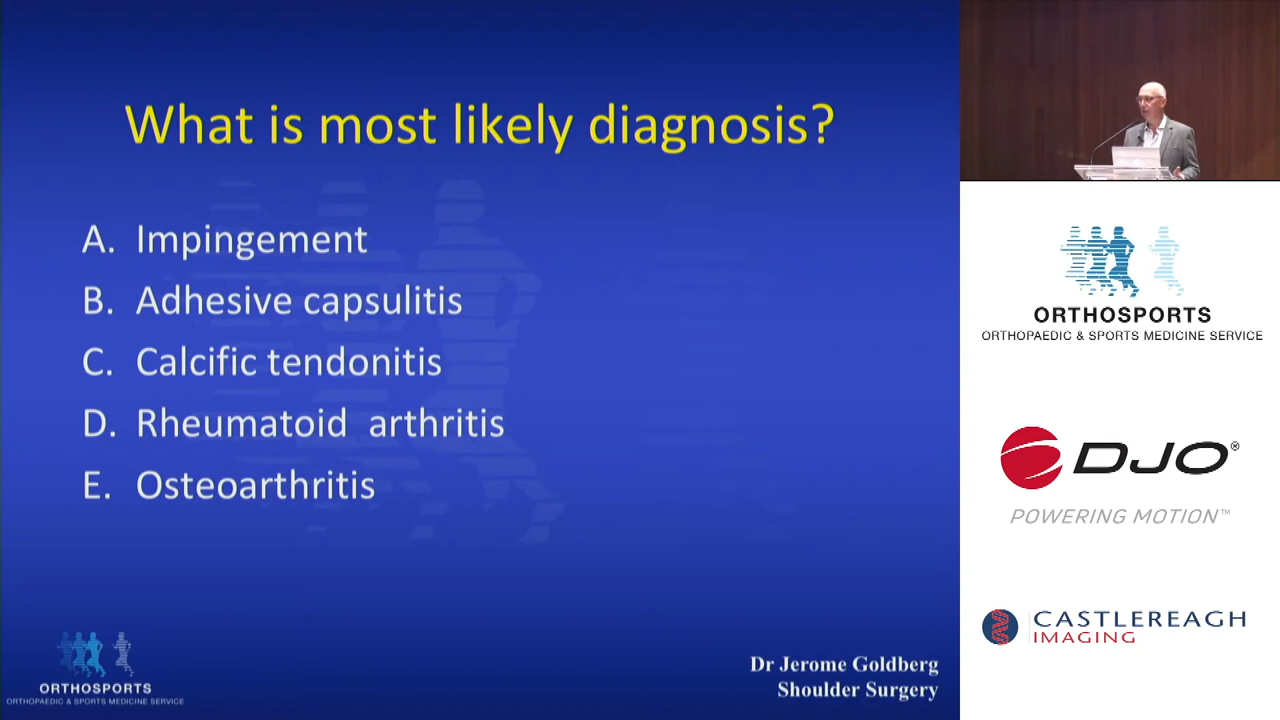 What is most likely diagnosis?
A. Impingement
B. Adhesive capsulitis
C. Calcific tendonitis
D. Rheumatoid arthritis
E. Osteoarthritis
ORTHOSPORTS
ORTHOPAEDIC & SPORTS MEDICINE SERVICE
Dr Jerome Goldberg
Shoulder Surgery
ORTHOSPORTS
ORTHOPAEDIC & SPORTS MEDICINE SERVICE
DJO®
POWERING MOTION™
CASTLEREAGH
IMAGING